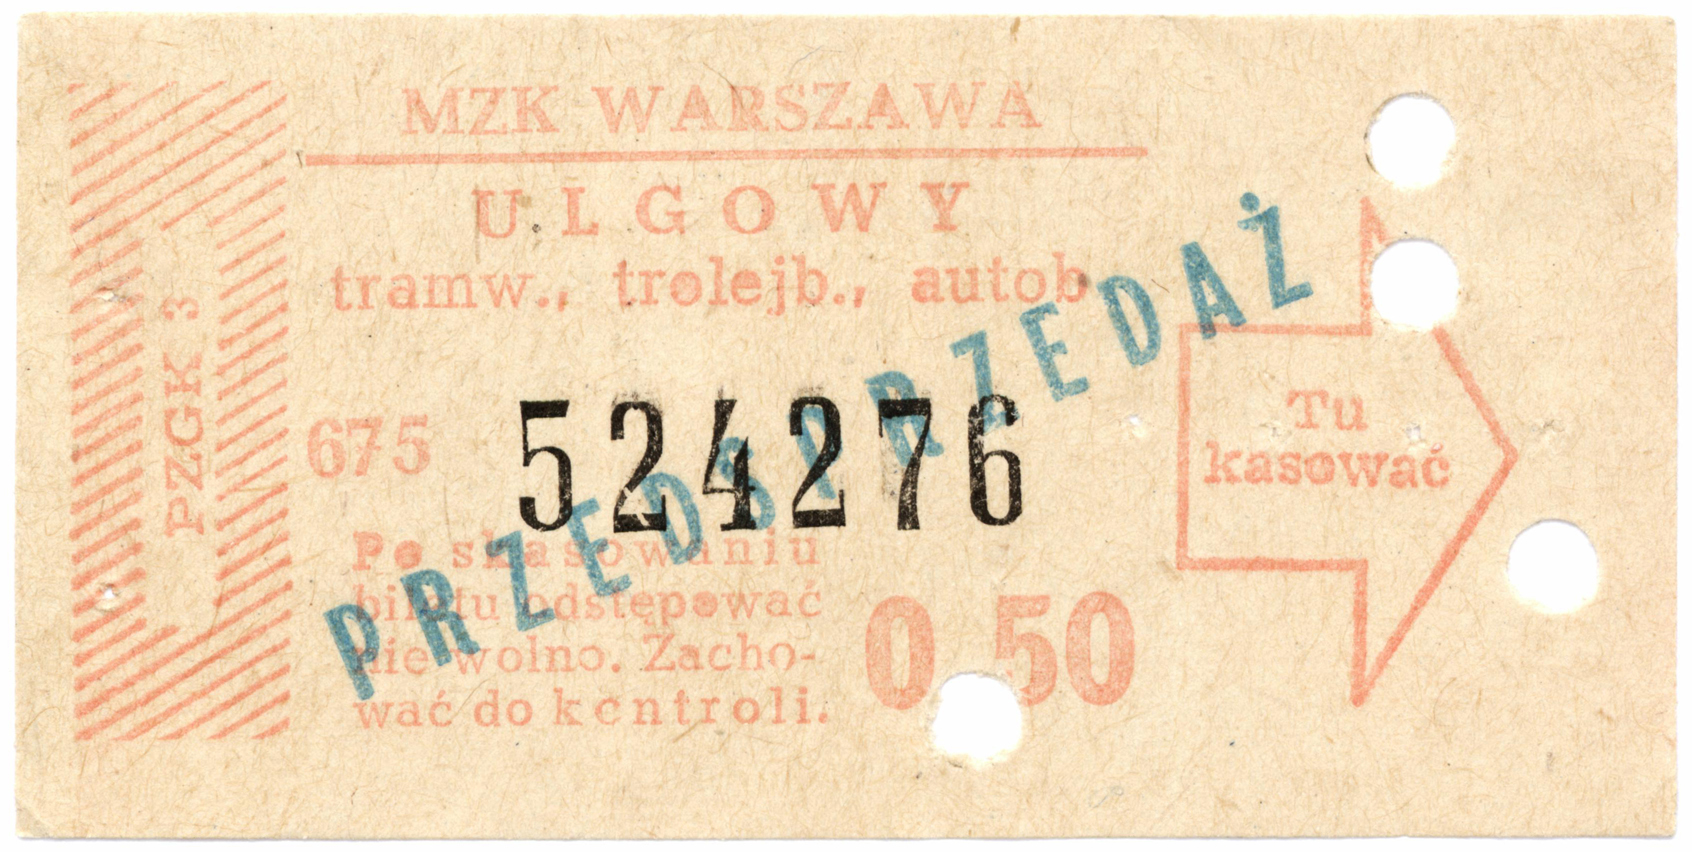 MZK WARSZAWA
ULGOWY
tramw., trolejb., autob.
PZGK 3
675
524276
PRZEDSPRZEDAŻ
Po skasowaniu
biletu odstępować
nie wolno. Zacho-
wać do kontroli.
0,50
Tu
kasować